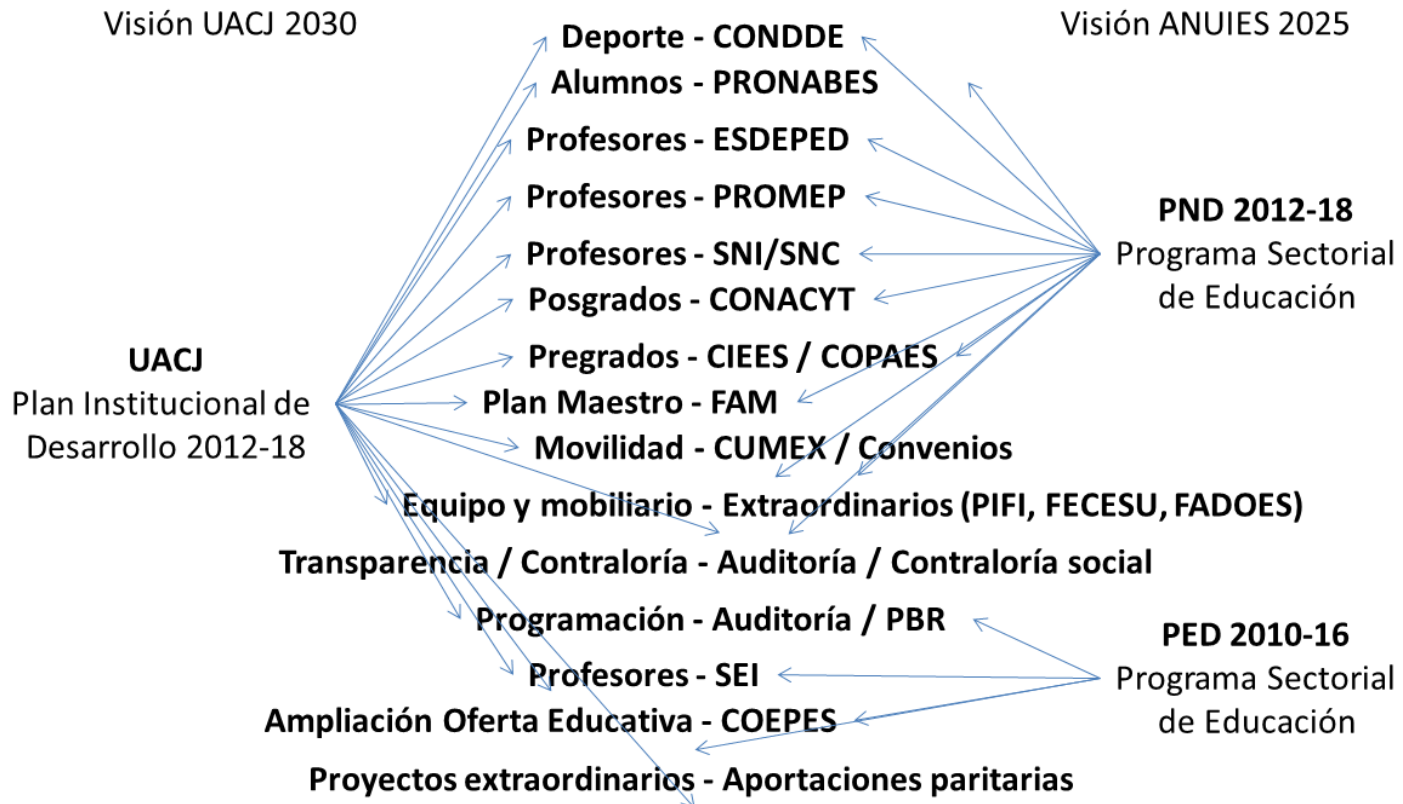 Visión UACJ 2030
Visión ANUIES 2025
Deporte - CONDDE
Alumnos - PRONABES
Profesores - ESDEPED
Profesores - PROMEP
Profesores - SNI/SNC
Posgrados - CONACYT
Pregrados - CIEES / COPAES
Plan Maestro - FAM
Movilidad - CUMEX / Convenios
Equipo y mobiliario - Extraordinarios (PIFI, FECESU, FADOES)
Transparencia / Contraloría - Auditoría / Contraloría social
Programación - Auditoría / PBR
Profesores - SEI
Ampliación Oferta Educativa - COEPES
Proyectos extraordinarios - Aportaciones paritarias
UACJ
Plan Institucional de
Desarrollo 2012-18
PND 2012-18
Programa Sectorial
de Educación
PED 2010-16
Programa Sectorial
de Educación